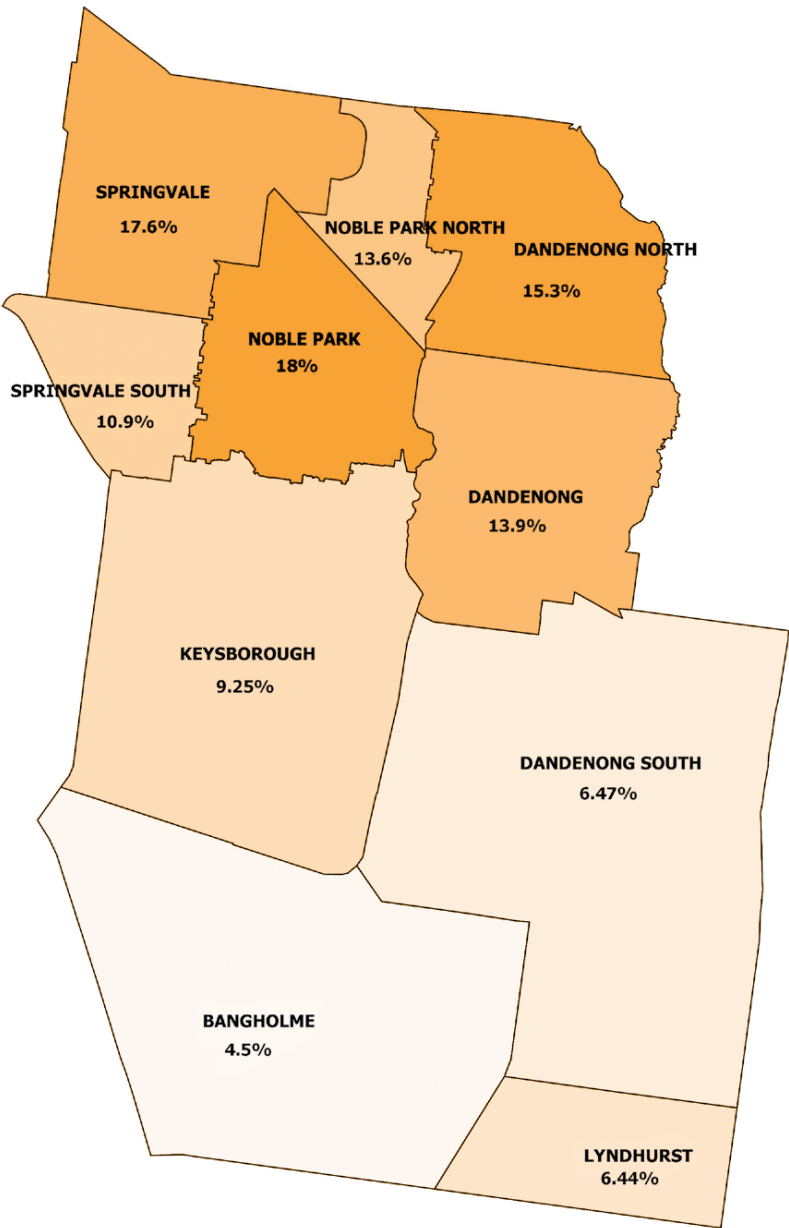 SPRINGVALE
17.6%
NOBLE PARK NORTH
13.6%
DANDENONG NORTH
15.3%
NOBLE PARK
18%
SPRINGVALE SOUTH
10.9%
DANDENONG
13.9%
KEYSBOROUGH
9.25%
DANDENONG SOUTH
6.47%
BANGHOLME
4.5%
LYNDHURST
6.44%